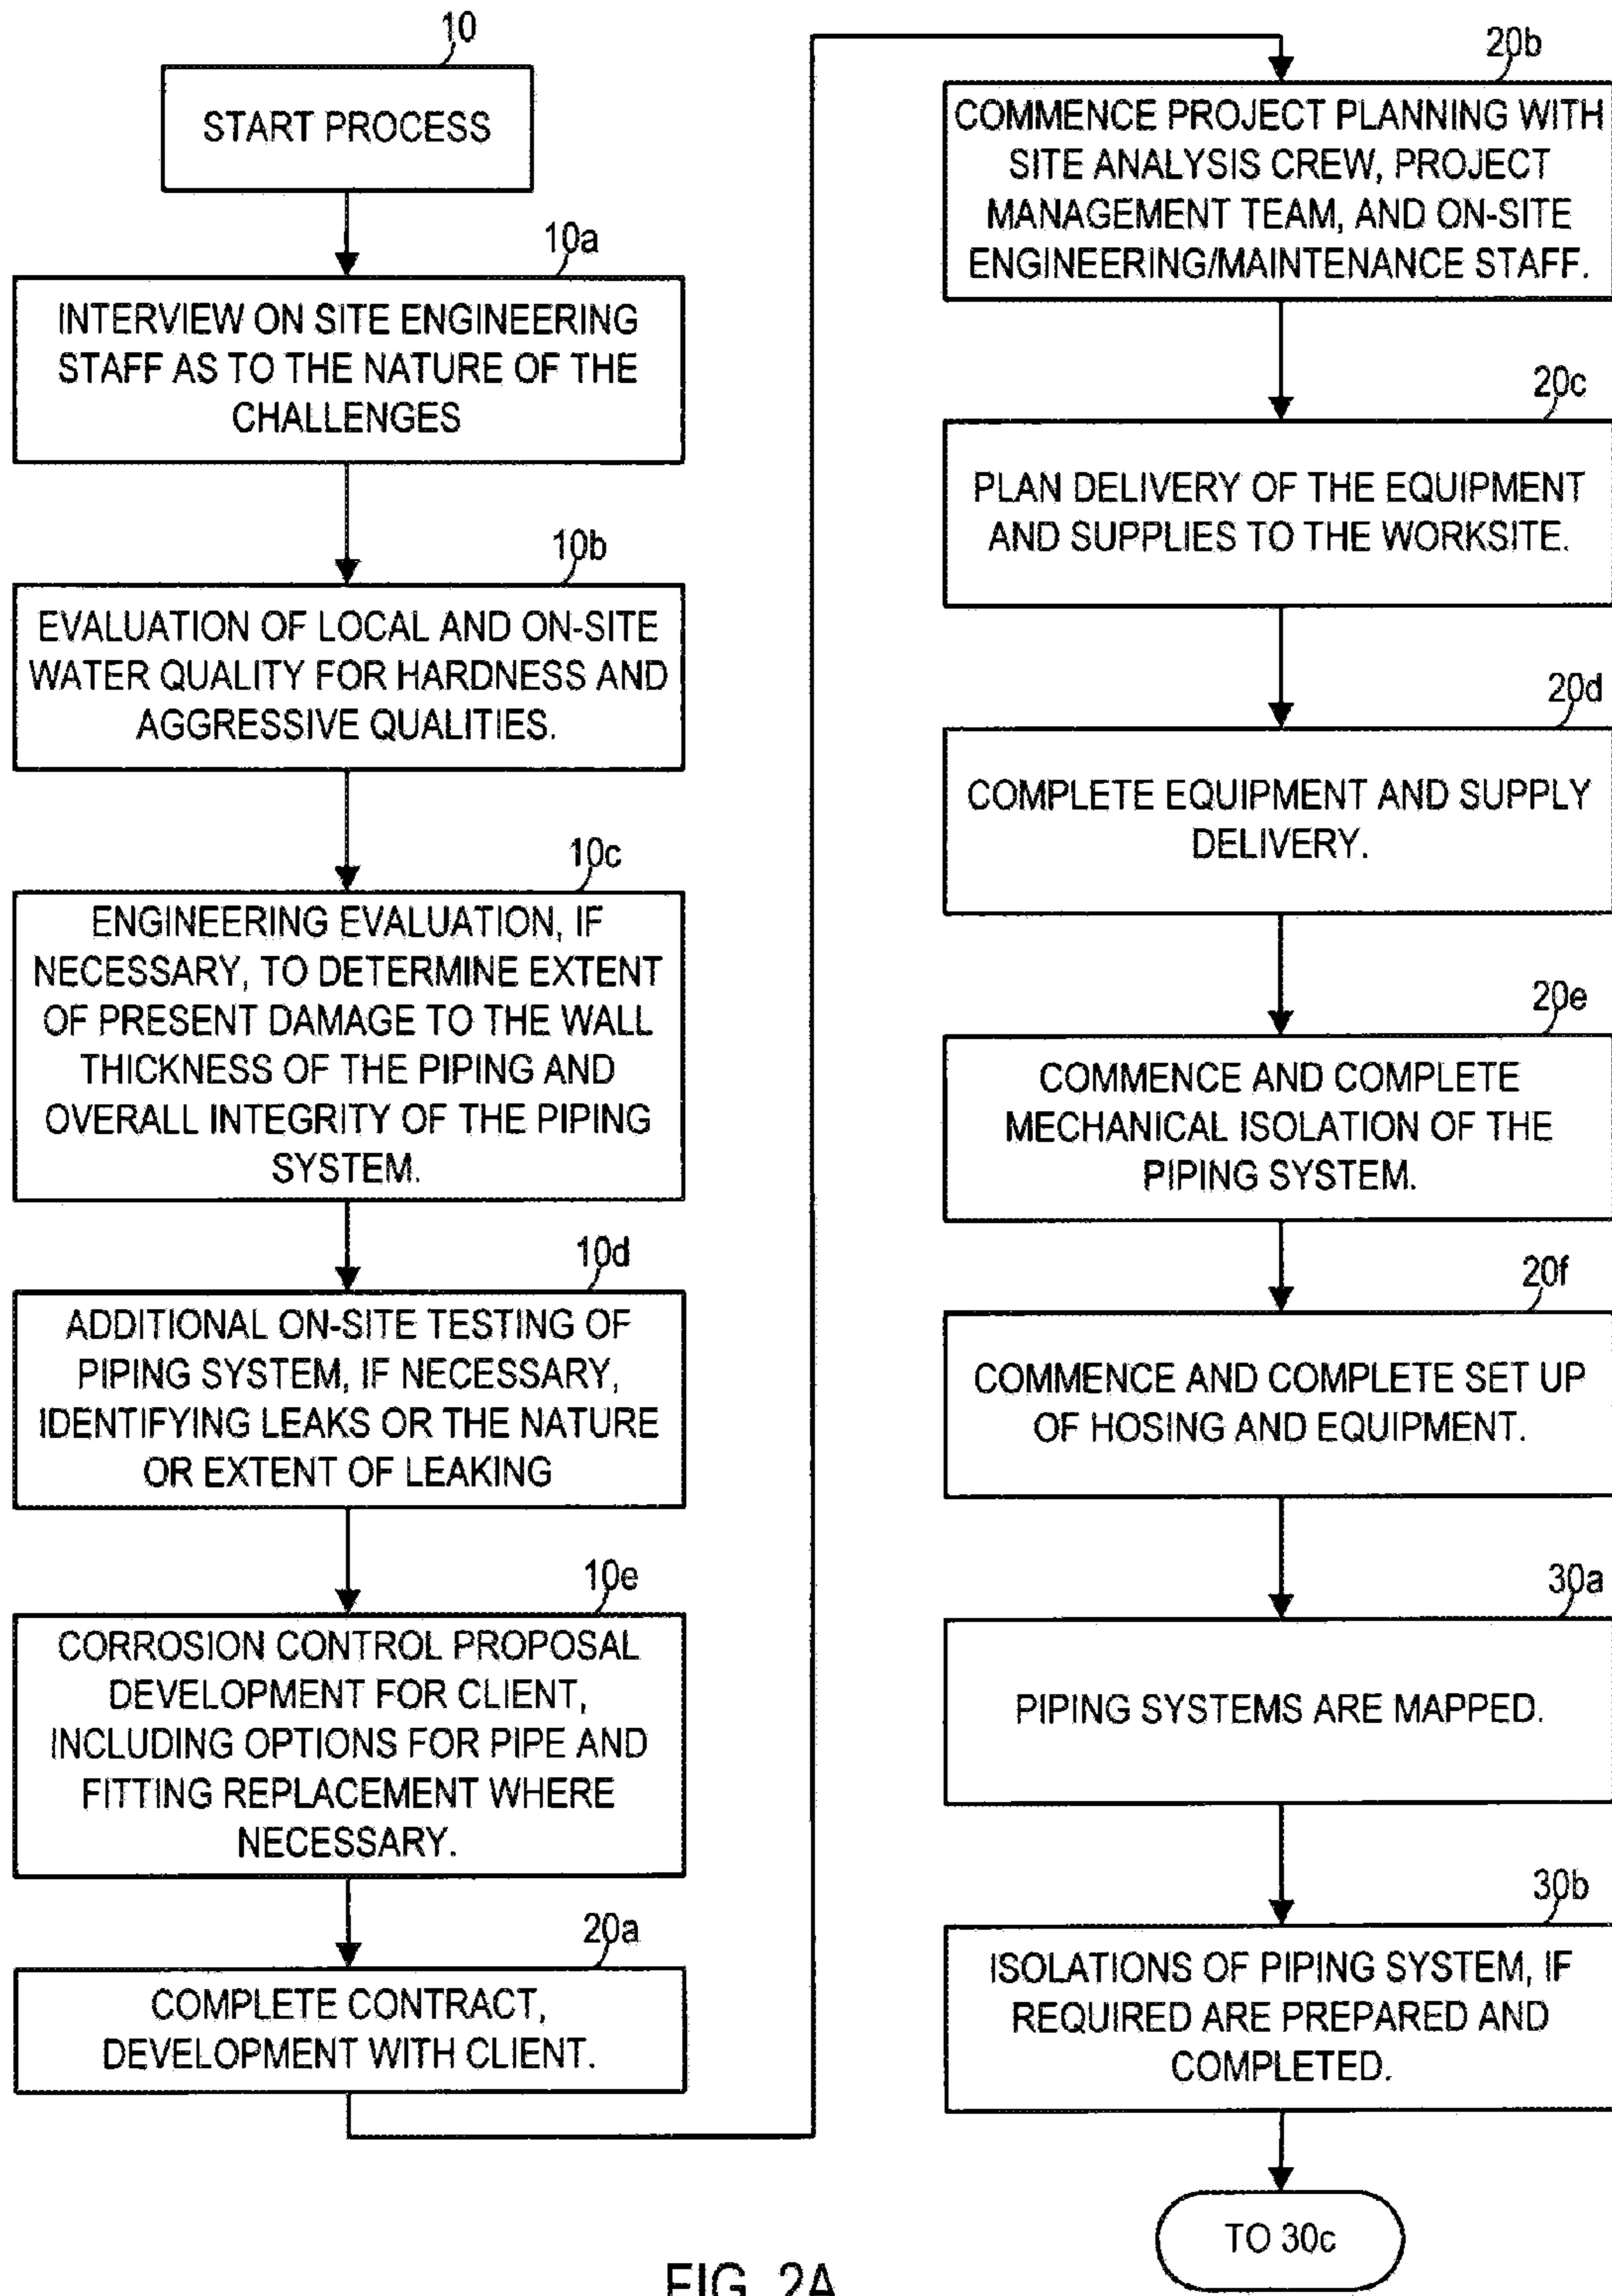 10
START PROCESS
10a
INTERVIEW ON SITE ENGINEERING
STAFF AS TO THE NATURE OF THE
CHALLENGES
10b
EVALUATION OF LOCAL AND ON-SITE
WATER QUALITY FOR HARDNESS AND
AGGRESSIVE QUALITIES.
10c
ENGINEERING EVALUATION, IF
NECESSARY, TO DETERMINE EXTENT
OF PRESENT DAMAGE TO THE WALL
THICKNESS OF THE PIPING AND
OVERALL INTEGRITY OF THE PIPING
SYSTEM.
10d
ADDITIONAL ON-SITE TESTING OF
PIPING SYSTEM, IF NECESSARY,
IDENTIFYING LEAKS OR THE NATURE
OR EXTENT OF LEAKING
10e
CORROSION CONTROL PROPOSAL
DEVELOPMENT FOR CLIENT,
INCLUDING OPTIONS FOR PIPE AND
FITTING REPLACEMENT WHERE
NECESSARY.
20a
COMPLETE CONTRACT,
DEVELOPMENT WITH CLIENT.
20b
COMMENCE PROJECT PLANNING WITH
SITE ANALYSIS CREW, PROJECT
MANAGEMENT TEAM, AND ON-SITE
ENGINEERING/MAINTENANCE STAFF.
20c
PLAN DELIVERY OF THE EQUIPMENT
AND SUPPLIES TO THE WORKSITE.
20d
COMPLETE EQUIPMENT AND SUPPLY
DELIVERY.
20e
COMMENCE AND COMPLETE
MECHANICAL ISOLATION OF THE
PIPING SYSTEM.
20f
COMMENCE AND COMPLETE SET UP
OF HOSING AND EQUIPMENT.
30a
PIPING SYSTEMS ARE MAPPED.
30b
ISOLATIONS OF PIPING SYSTEM, IF
REQUIRED ARE PREPARED AND
COMPLETED.
TO 30c
FIG. 2A